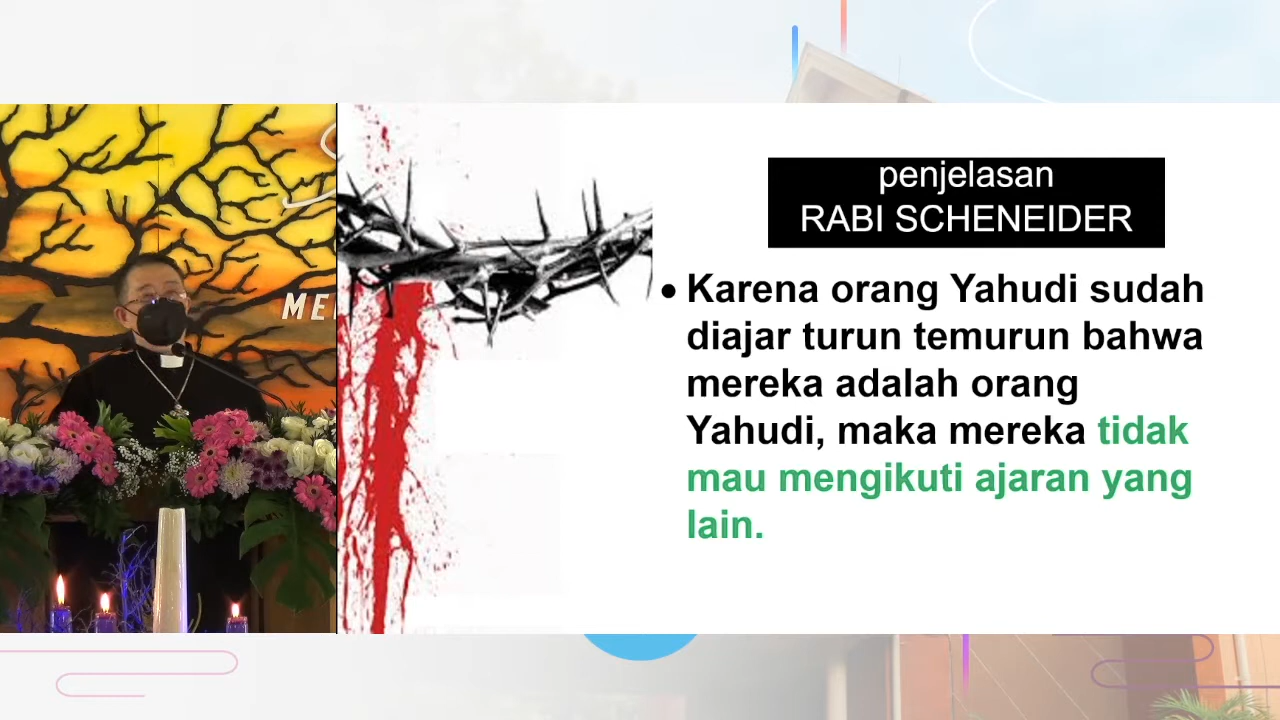 penjelasan
RABI SCHENEIDER
• Karena orang Yahudi sudah
diajar turun temurun bahwa
mereka adalah orang
Yahudi, maka mereka tidak
mau mengikuti ajaran yang
lain.